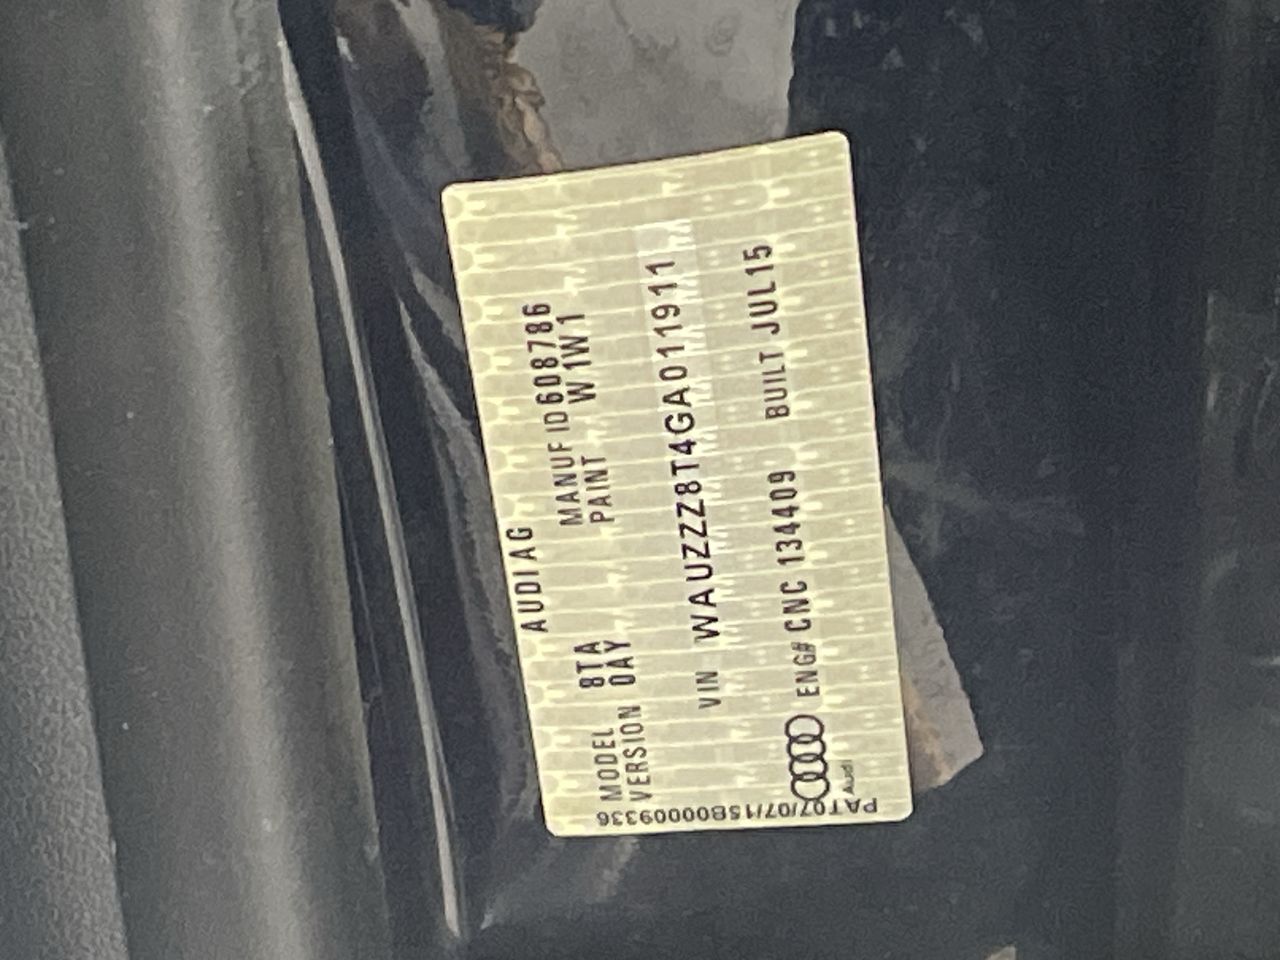 AUDI AG
MODEL 8TA MANUF ID 608786
VERSION 0AY PAINT W1W1
VIN WAUZZZ8T4GA011911
Audi ENG# CNC 134409 BUILT JUL15
PAT07/07/15B00009336